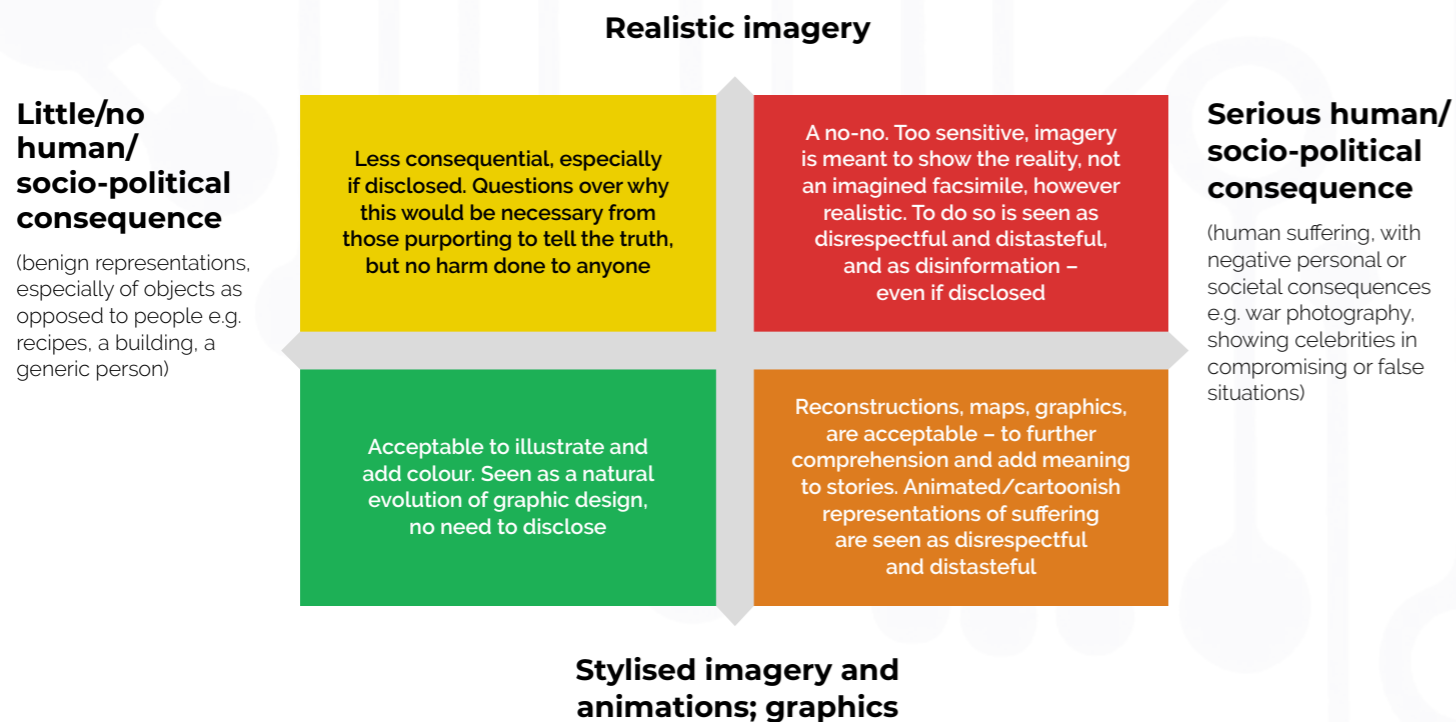 Realistic imagery
Little/no
human/
socio-political
consequence
(benign representations,
especially of objects as
opposed to people e.g.
recipes, a building, a
generic person)
Less consequential, especially
if disclosed. Questions over why
this would be necessary from
those purporting to tell the truth,
but no harm done to anyone
A no-no. Too sensitive, imagery
is meant to show the reality, not
an imagined facsimile, however
realistic. To do so is seen as
disrespectful and distasteful,
and as disinformation –
even if disclosed
Serious human/
socio-political
consequence
(human suffering, with
negative personal or
societal consequences
e.g. war photography,
showing celebrities in
compromising or false
situations)
Acceptable to illustrate and
add colour. Seen as a natural
evolution of graphic design,
no need to disclose
Reconstructions, maps, graphics,
are acceptable – to further
comprehension and add meaning
to stories. Animated/cartoonish
representations of suffering
are seen as disrespectful
and distasteful
Stylised imagery and
animations; graphics